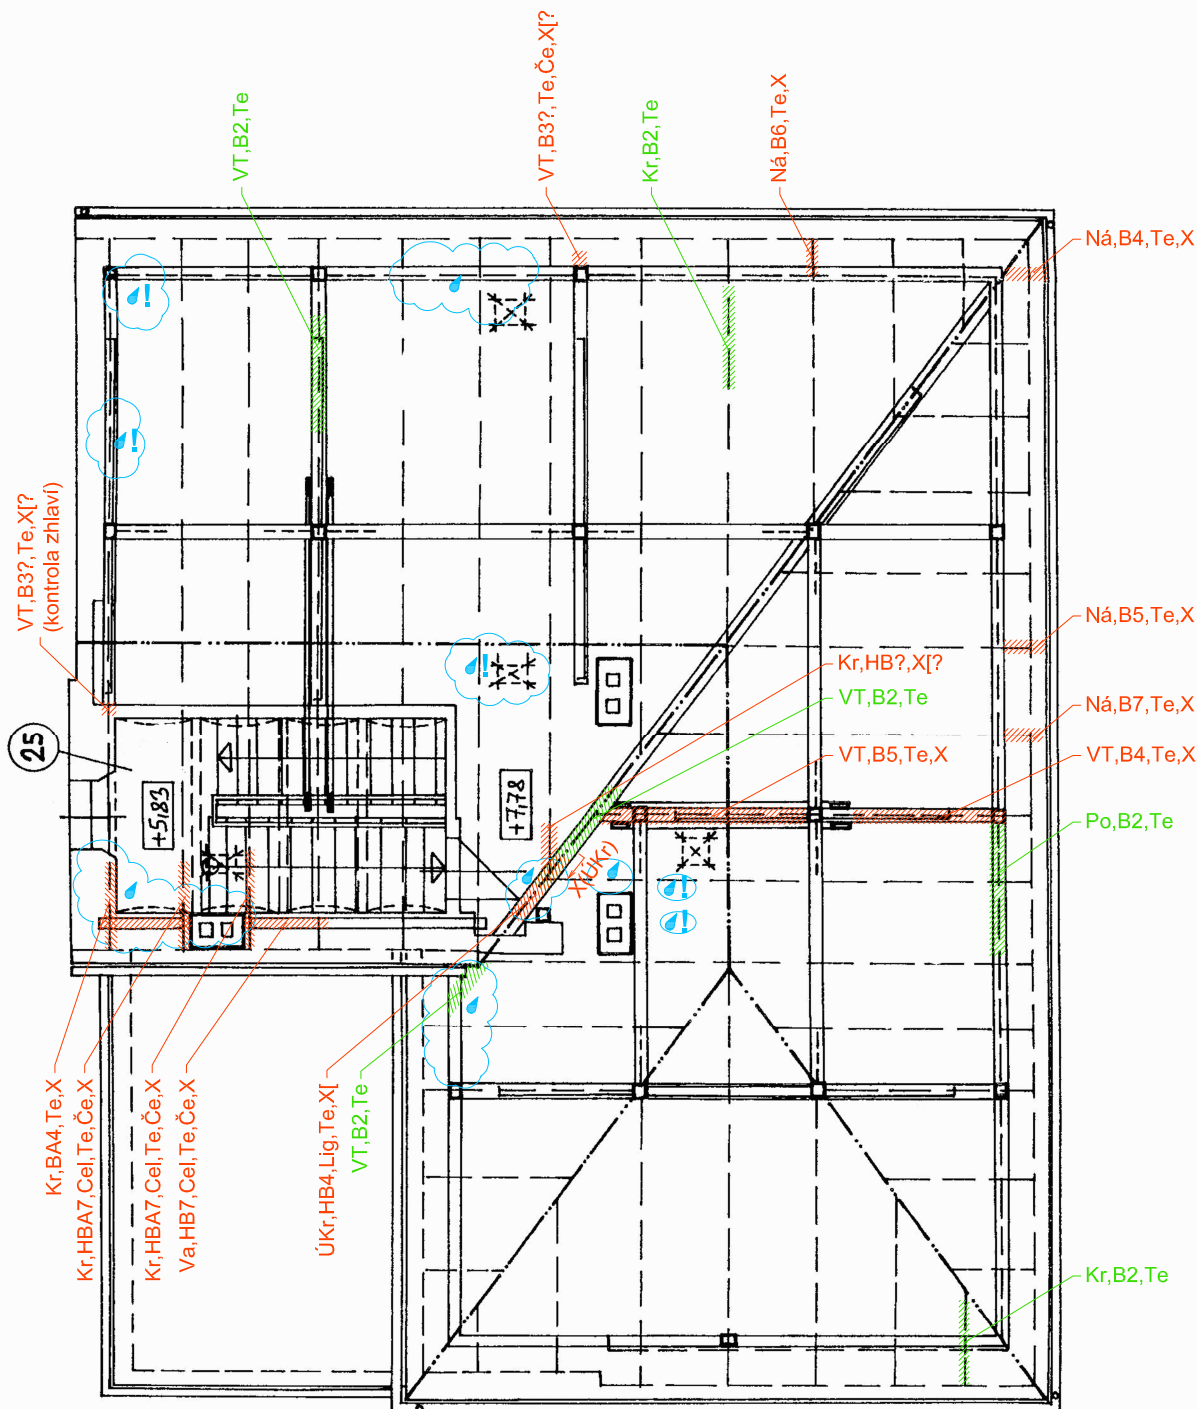 VT,B2,Te
VT,B3?,Te,Če,X[?
Kr,B2,Te
Ná,B6,Te,X
Ná,B4,Te,X
VT,B3?,Te,X[?
(kontrola zhlaví)
25
+5,83
+7,78
Kr,HB?,X[?
VT,B2,Te
VT,B5,Te,X
X(ÚKr)
Ná,B5,Te,X
Ná,B7,Te,X
VT,B4,Te,X
Po,B2,Te
Kr,BA4,Te,X
Kr,HBA7,Cel,Te,Če,X
Kr,HBA7,Cel,Te,Če,X
Va,HB7,Cel,Te,Če,X
ÚKr,HB4,Lig,Te,X[
VT,B2,Te
Kr,B2,Te